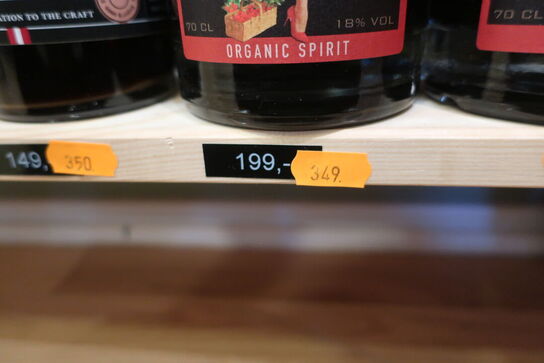 ATION TO THE CRAFT
70 CL
18% VOL
70 CL
ORGANIC SPIRIT
149,
350
199,-
349.